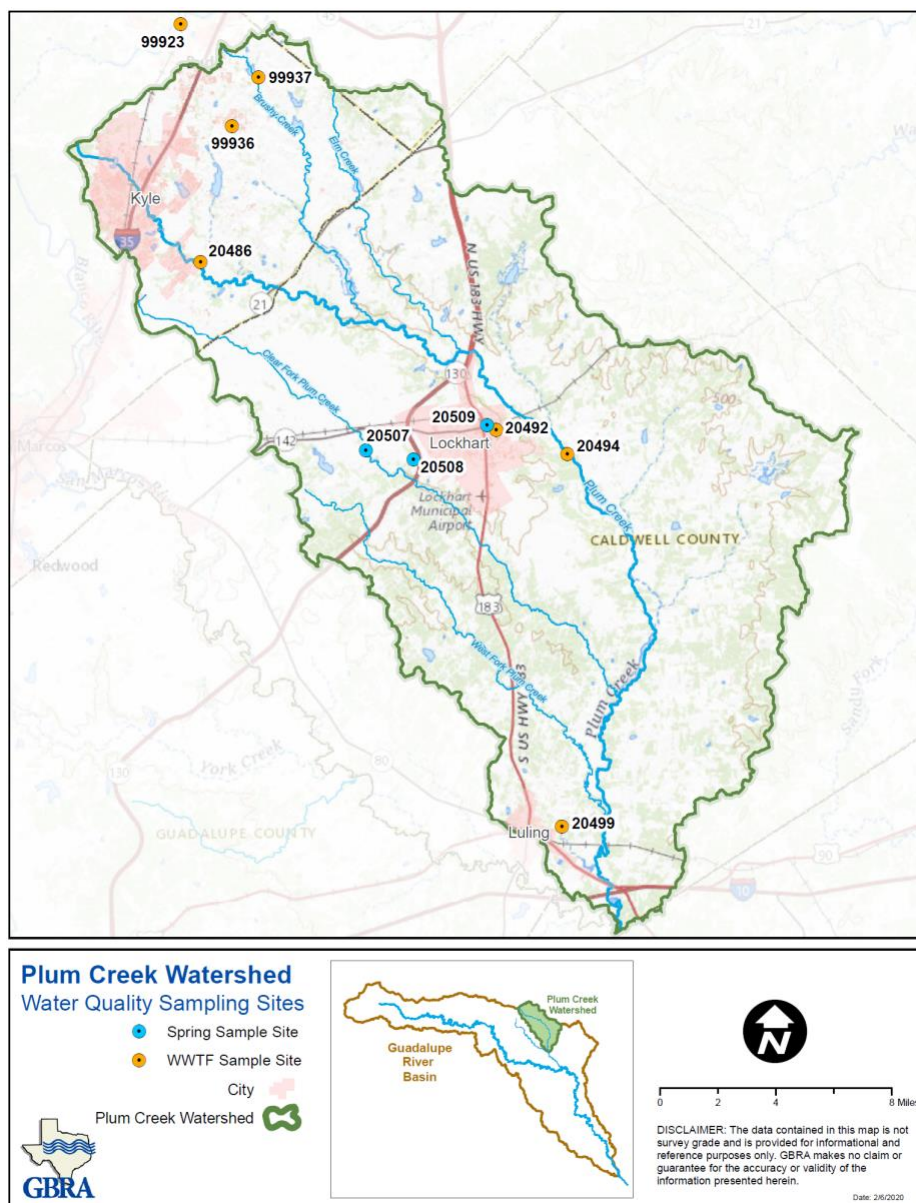 99923
99937
Brushy Creek
Elm Creek
99936
Kyle
35
20486
21
21
N US 183 HWY
Clear Fork Plum Creek
130
20509
20492
142
Lockhart
20507
20494
20508
Marcos
Lockhart
Municipal
Airport
Plum Creek
CALDWELL COUNTY
500
Redwood
183
West Fork Plum Creek
Plum Creek
S US HWY 183
Sandy Fork
York Creek
80
130
GUADALUPE COUNTY
20499
Luling
90
10
Plum Creek Watershed
Water Quality Sampling Sites
Spring Sample Site
WWTF Sample Site
City
Plum Creek Watershed
GBRA
Plum Creek
Watershed
Guadalupe
River
Basin
N
0 2 4 8 Miles
DISCLAIMER: The data contained in this map is not
survey grade and is provided for informational and
reference purposes only. GBRA makes no claim or
guarantee for the accuracy or validity of the
information presented herein.
Date: 2/6/2020